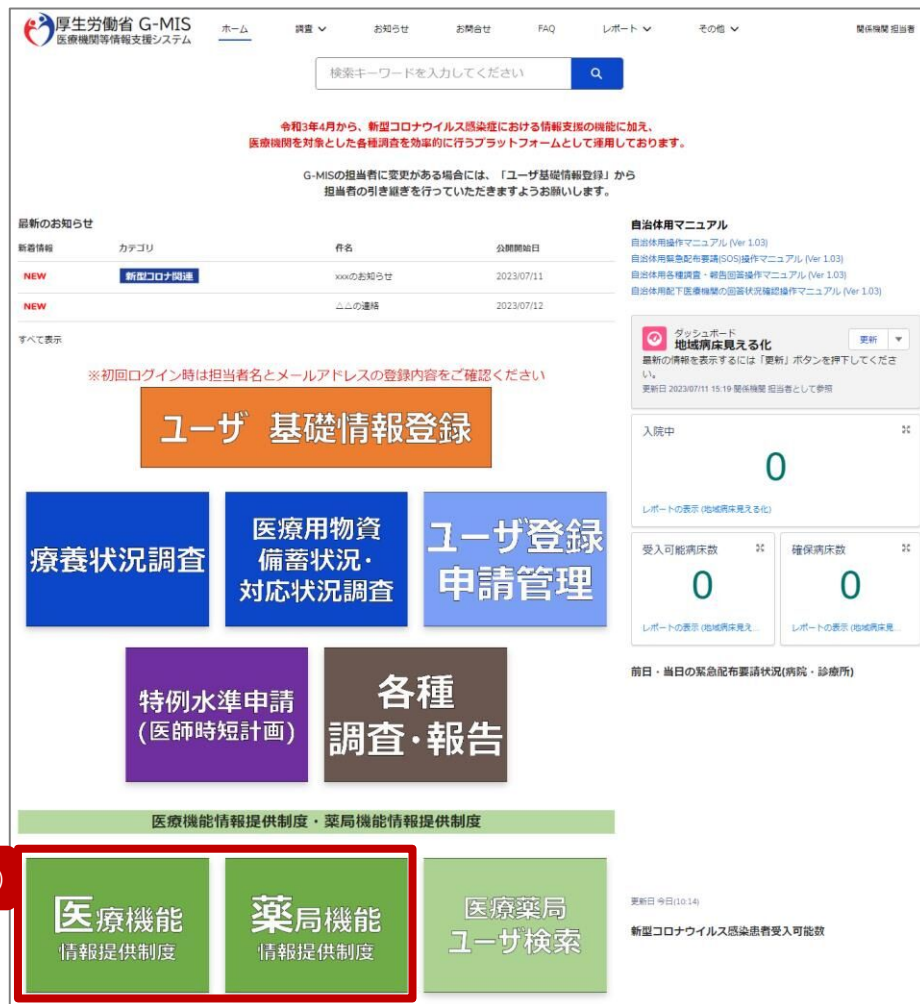 厚生労働省 G-MIS
医療機関等情報支援システム
ホーム 調査 お知らせ お問合せ FAQ レポート その他 関係機関 担当者
検索キーワードを入力してください
令和3年4月から、新型コロナウイルス感染症における情報支援の機能に加え、
医療機関を対象とした各種調査を効率的に行うプラットフォームとして運用しております。
G-MISの担当者に変更がある場合には、「ユーザ基礎情報登録」から
担当者の引き継ぎを行っていただきますようお願いします。
最新のお知らせ
新着情報 カテゴリ 件名 公開開始日
NEW 新型コロナ関連 xxxのお知らせ 2023/07/11
NEW △△の連絡 2023/07/12
すべて表示
※初回ログイン時は担当者名とメールアドレスの登録内容をご確認ください
ユーザ 基礎情報登録
療養状況調査
医療用物資
備蓄状況・
対応状況調査
ユーザ登録
申請管理
特例水準申請
(医師時短計画)
各種
調査・報告
医療機能情報提供制度・薬局機能情報提供制度
医療機能
情報提供制度
薬局機能
情報提供制度
医療薬局
ユーザ検索
自治体用マニュアル
自治体用操作マニュアル (Ver 1.03)
自治体用緊急配布要請(SOS)操作マニュアル (Ver 1.03)
自治体用各種調査・報告回答操作マニュアル (Ver 1.03)
自治体用配下医療機関の回答状況確認操作マニュアル (Ver 1.03)
ダッシュボード
地域病床見える化
更新
最新の情報を表示するには「更新」ボタンを押下してくださ
い。
更新日 2023/07/11 15:19 関係機関 担当者として参照
入院中
0
レポートの表示 (地域病床見える化)
受入可能病床数
0
レポートの表示 (地域病床見え...
確保病床数
0
レポートの表示 (地域病床見...
前日・当日の緊急配布要請状況(病院・診療所)
更新日 今日(10:14)
新型コロナウイルス感染患者受入可能数